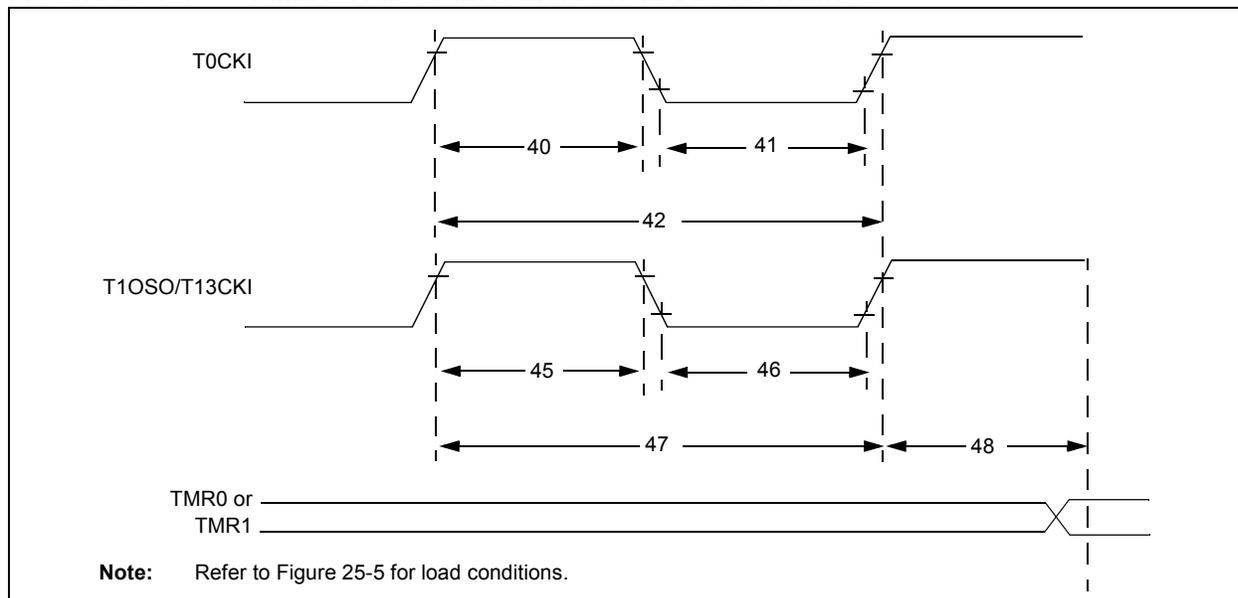 T0CKI
40
41
42
T1OSO/T13CKI
45
46
47
48
TMR0 or
TMR1
Note: Refer to Figure 25-5 for load conditions.